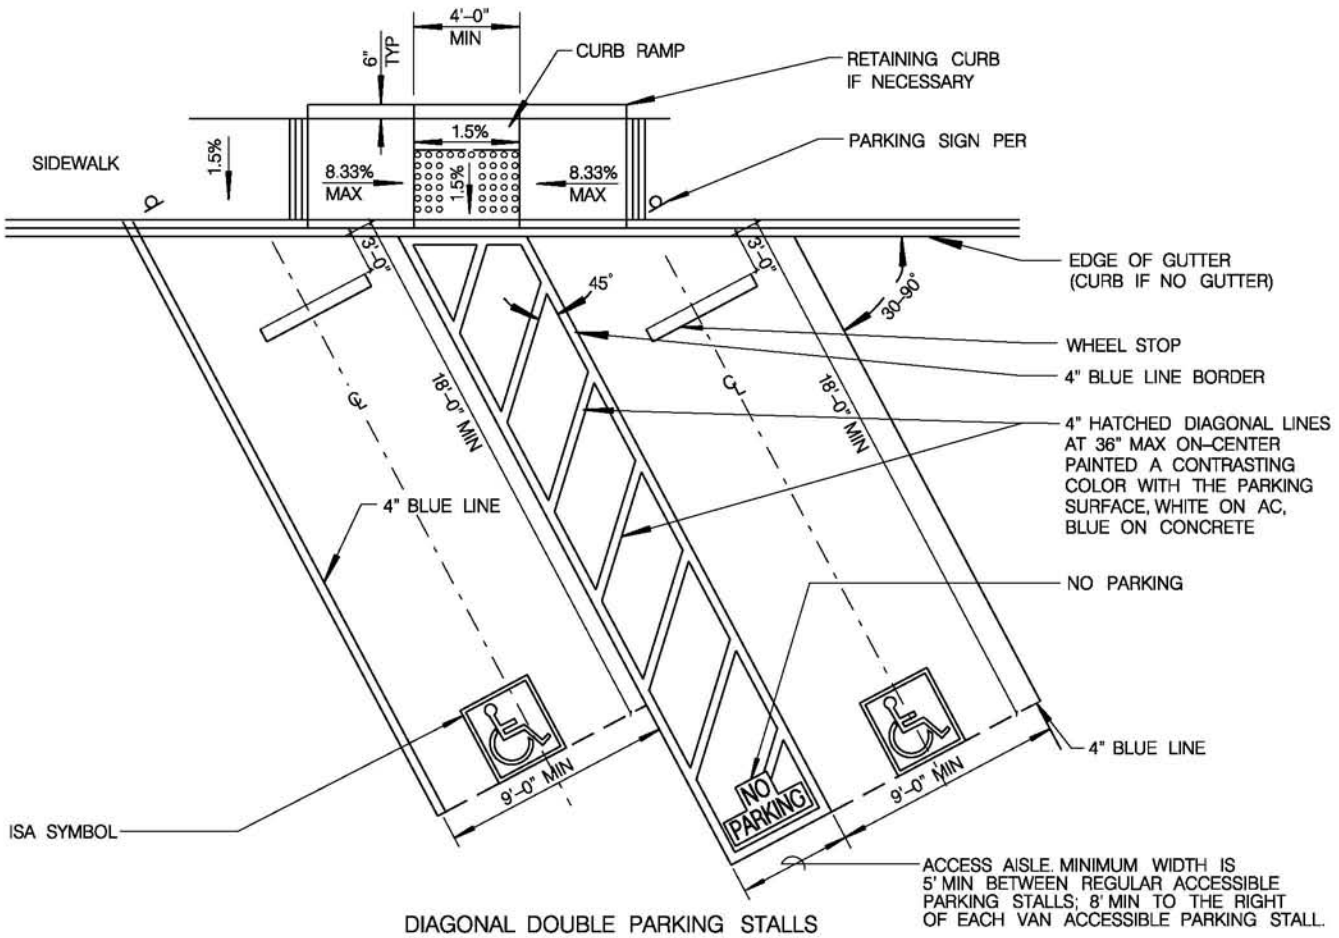 4'-0"
MIN
6"
TYP
CURB RAMP
RETAINING CURB
IF NECESSARY
1.5%
PARKING SIGN PER
SIDEWALK
1.5%
8.33%
MAX
1.5%
8.33%
MAX
3'-0"
3'-0"
EDGE OF GUTTER
(CURB IF NO GUTTER)
45°
30-90°
WHEEL STOP
4" BLUE LINE BORDER
18'-0" MIN
18'-0" MIN
℄
℄
4" HATCHED DIAGONAL LINES
AT 36" MAX ON-CENTER
PAINTED A CONTRASTING
COLOR WITH THE PARKING
SURFACE, WHITE ON AC,
BLUE ON CONCRETE
4" BLUE LINE
NO PARKING
4" BLUE LINE
9'-0" MIN
9'-0" MIN
NO
PARKING
ISA SYMBOL
ACCESS AISLE. MINIMUM WIDTH IS
5' MIN BETWEEN REGULAR ACCESSIBLE
PARKING STALLS; 8' MIN TO THE RIGHT
OF EACH VAN ACCESSIBLE PARKING STALL.
DIAGONAL DOUBLE PARKING STALLS